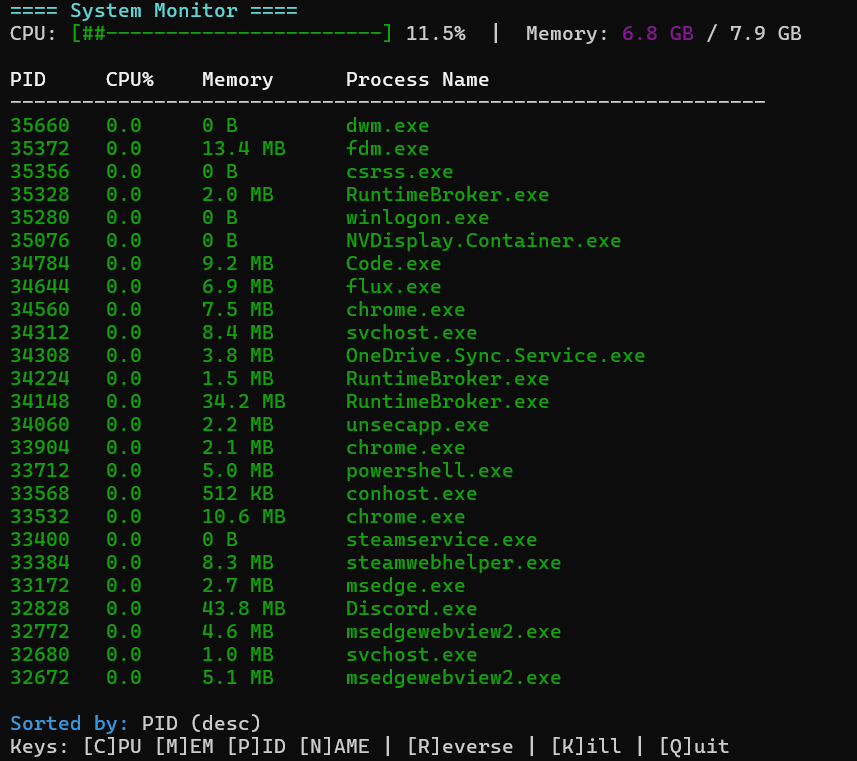 ==== System Monitor ====
CPU: [##-----------------------] 11.5%  |  Memory: 6.8 GB / 7.9 GB
PID     CPU%    Memory      Process Name
---------------------------------------------------------------
35660   0.0     0 B         dwm.exe
35372   0.0     13.4 MB     fdm.exe
35356   0.0     0 B         csrss.exe
35328   0.0     2.0 MB      RuntimeBroker.exe
35280   0.0     0 B         winlogon.exe
35076   0.0     0 B         NVDisplay.Container.exe
34784   0.0     9.2 MB      Code.exe
34644   0.0     6.9 MB      flux.exe
34560   0.0     7.5 MB      chrome.exe
34312   0.0     8.4 MB      svchost.exe
34308   0.0     3.8 MB      OneDrive.Sync.Service.exe
34224   0.0     1.5 MB      RuntimeBroker.exe
34148   0.0     34.2 MB     RuntimeBroker.exe
34060   0.0     2.2 MB      unsecapp.exe
33904   0.0     2.1 MB      chrome.exe
33712   0.0     5.0 MB      powershell.exe
33568   0.0     512 KB      conhost.exe
33532   0.0     10.6 MB     chrome.exe
33400   0.0     0 B         steamservice.exe
33384   0.0     8.3 MB      steamwebhelper.exe
33172   0.0     2.7 MB      msedge.exe
32828   0.0     43.8 MB     Discord.exe
32772   0.0     4.6 MB      msedgewebview2.exe
32680   0.0     1.0 MB      svchost.exe
32672   0.0     5.1 MB      msedgewebview2.exe
Sorted by: PID (desc)
Keys: [C]PU [M]EM [P]ID [N]AME | [R]everse | [K]ill | [Q]uit